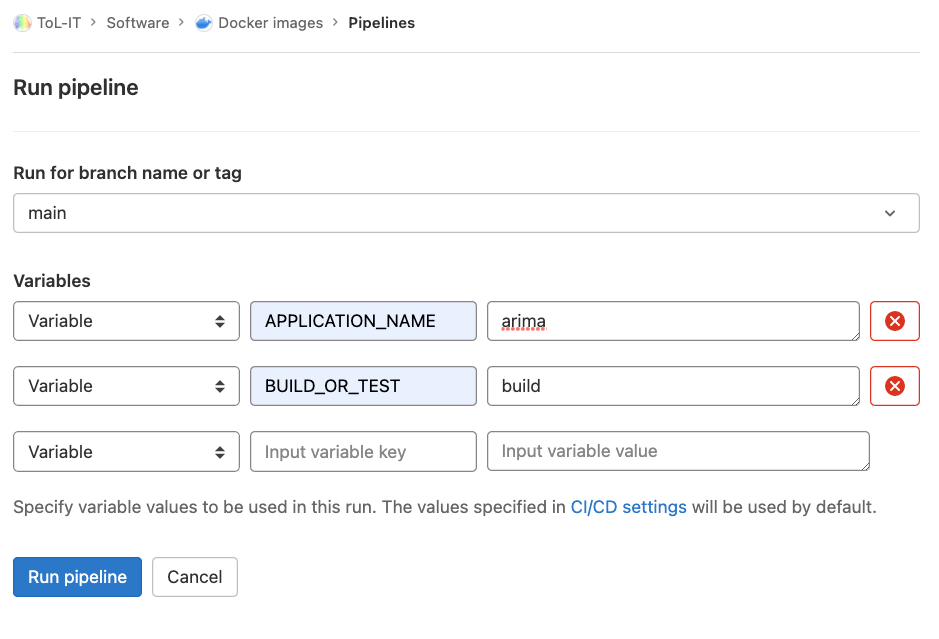 ToL-IT > Software > Docker images > Pipelines
Run pipeline
Run for branch name or tag
main
Variables
Variable APPLICATION_NAME arima
Variable BUILD_OR_TEST build
Variable Input variable key Input variable value
Specify variable values to be used in this run. The values specified in CI/CD settings will be used by default.
Run pipeline Cancel